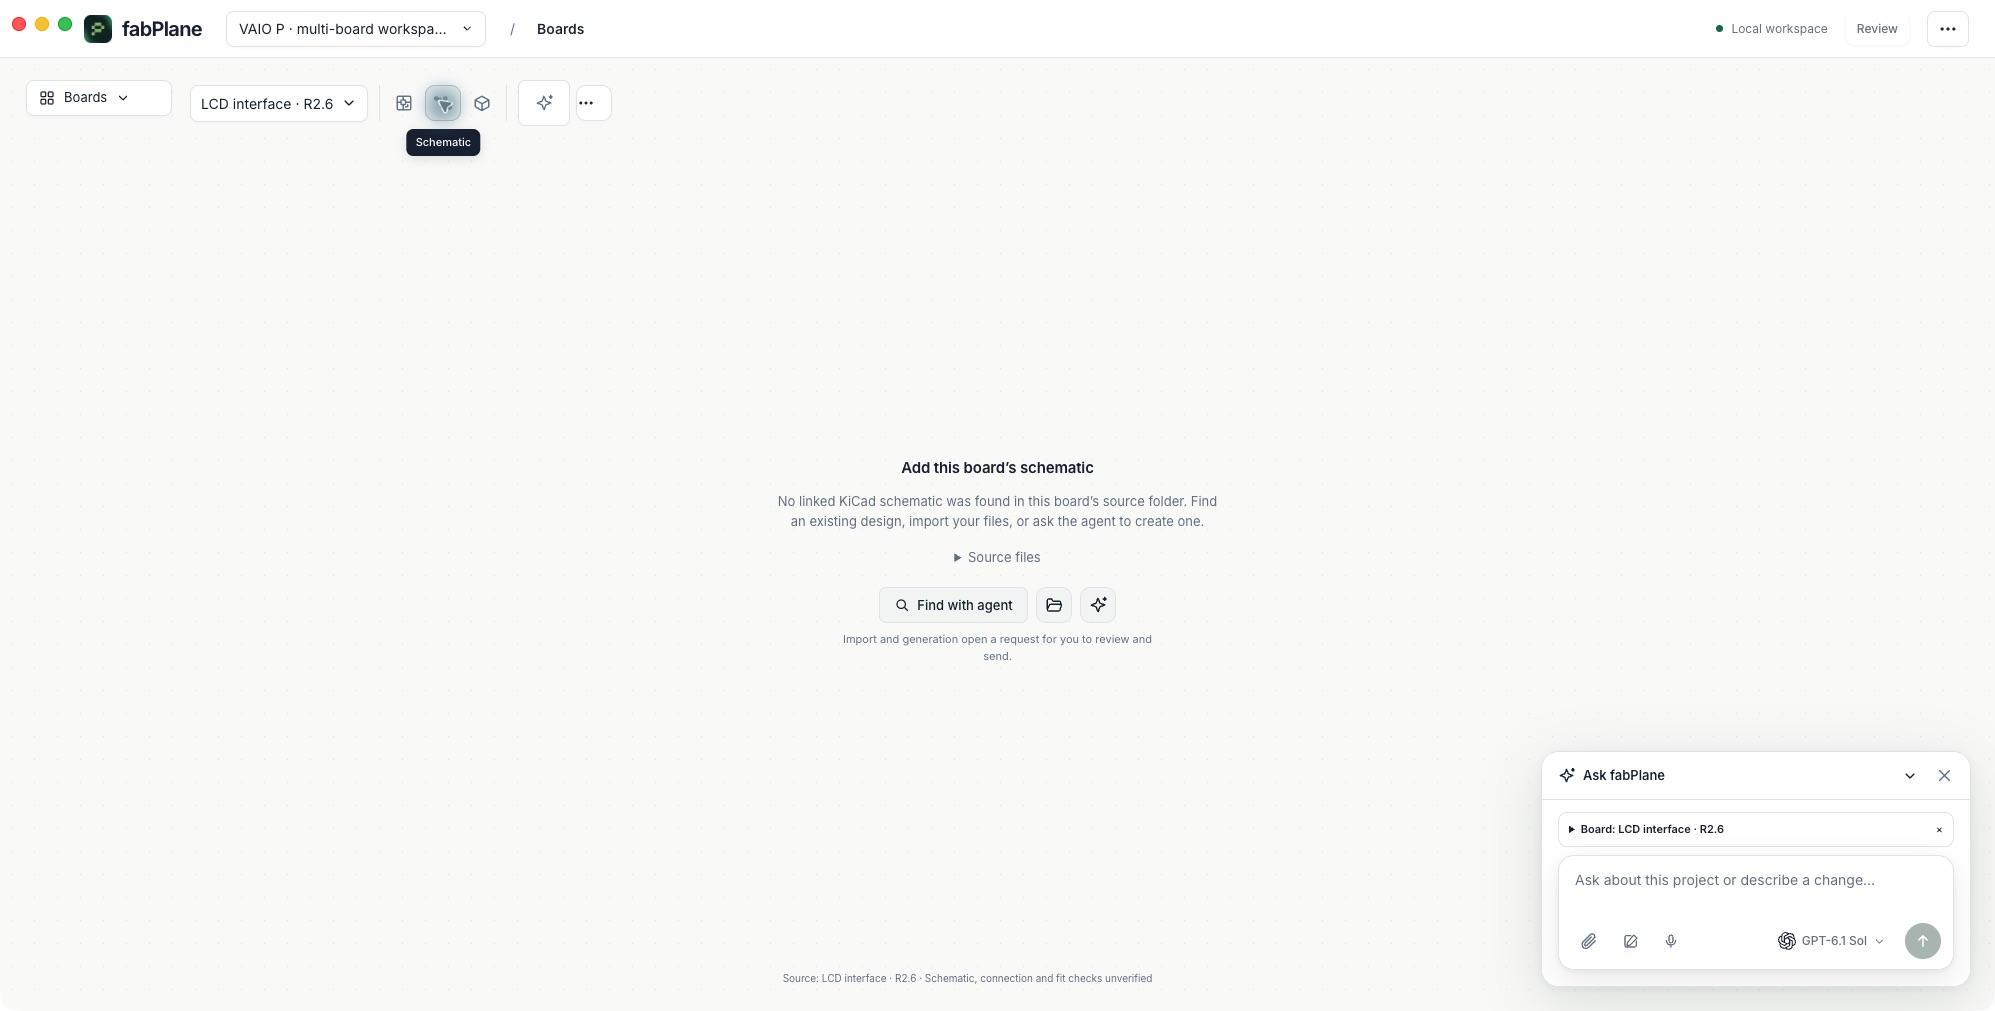 fabPlane
VAIO P · multi-board workspa...
/
Boards
Local workspace
Review
Boards
LCD interface · R2.6
Schematic
Add this board’s schematic
No linked KiCad schematic was found in this board’s source folder. Find
an existing design, import your files, or ask the agent to create one.
Source files
Find with agent
Import and generation open a request for you to review and
send.
Ask fabPlane
Board: LCD interface · R2.6
Ask about this project or describe a change...
GPT-6.1 Sol
Source: LCD interface · R2.6 · Schematic, connection and fit checks unverified